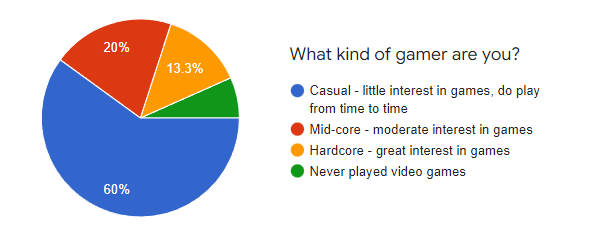 What kind of gamer are you?
20%
13.3%
60%
Casual - little interest in games, do play
from time to time
Mid-core - moderate interest in games
Hardcore - great interest in games
Never played video games